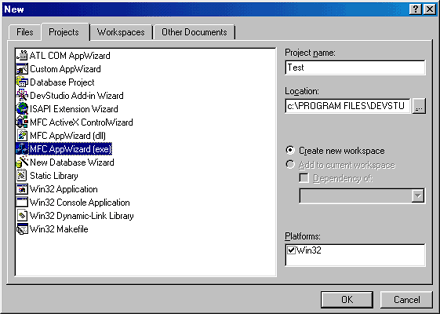 New
Files
Projects
Workspaces
Other Documents
ATL COM AppWizard
Custom AppWizard
Database Project
DevStudio Add-in Wizard
ISAPI Extension Wizard
MFC ActiveX ControlWizard
MFC AppWizard (dll)
MFC AppWizard (exe)
New Database Wizard
Static Library
Win32 Application
Win32 Console Application
Win32 Dynamic-Link Library
Win32 Makefile
Project name:
Test
Location:
c:\PROGRAM FILES\DEVSTU
...
Create new workspace
Add to current workspace
Dependency of:
Platforms:
Win32
OK
Cancel